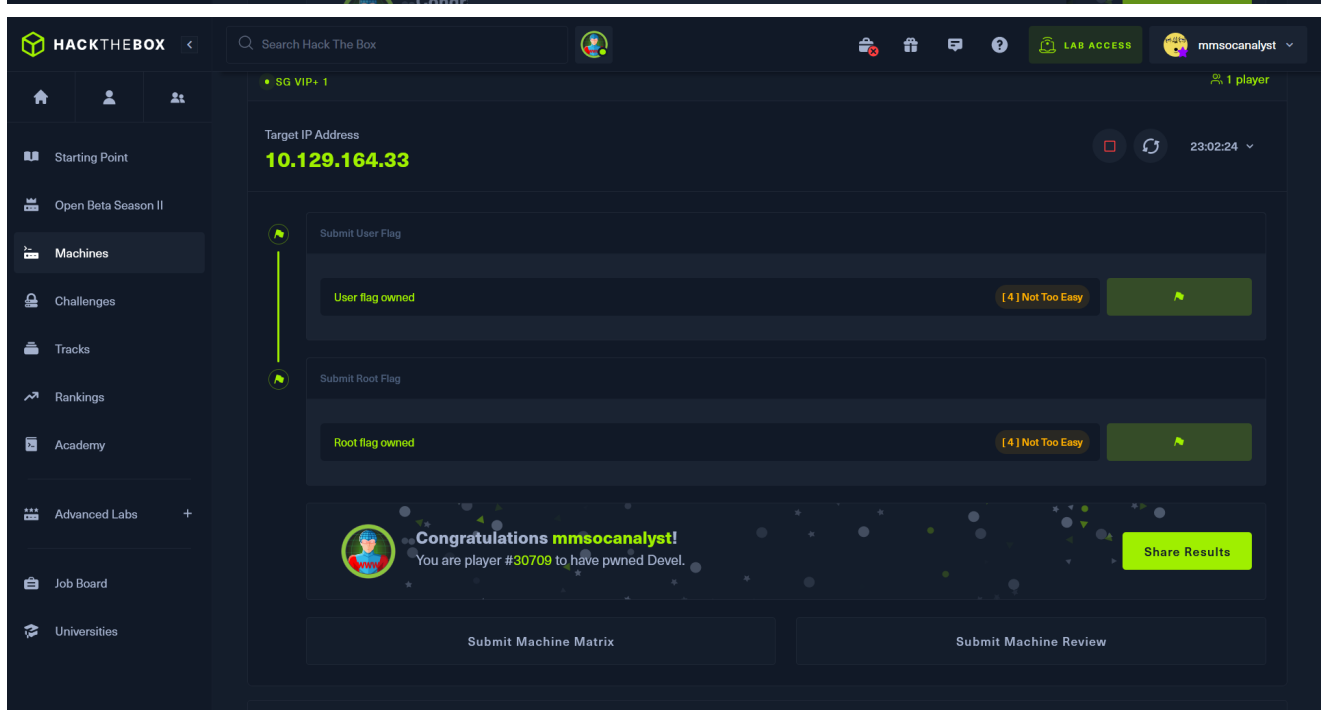 HACKTHEBOX
Search Hack The Box
LAB ACCESS
mmsocanalyst
SG VIP+ 1
1 player
Starting Point
Target IP Address
10.129.164.33
23:02:24
Open Beta Season II
Submit User Flag
Machines
User flag owned
[ 4 ] Not Too Easy
Challenges
Tracks
Submit Root Flag
Rankings
Academy
Root flag owned
[ 4 ] Not Too Easy
Advanced Labs
Congratulations mmsocanalyst!
You are player #30709 to have pwned Devel.
Share Results
www
Job Board
Universities
Submit Machine Matrix
Submit Machine Review